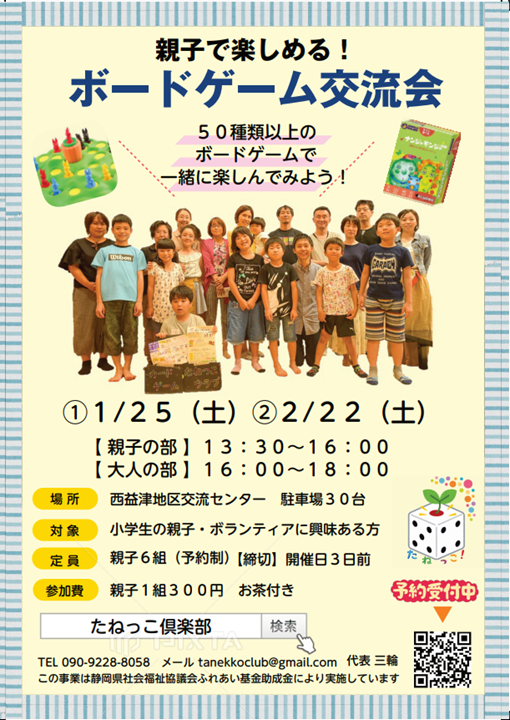 親子で楽しめる！
ボードゲーム交流会
５０種類以上の
ボードゲームで
一緒に楽しんでみよう！
ナンジャモンジャ
①１/２５（土）②２/２２（土）
【 親子の部 】１３：３０～１６：００
【 大人の部 】１６：００～１８：００
場 所 西益津地区交流センター 駐車場３０台
対 象 小学生の親子・ボランティアに興味ある方
定 員 親子６組（予約制）【締切】開催日３日前
参加費 親子１組３００円 お茶付き
たねっこ!
予約受付中
たねっこ倶楽部 検索
TEL 090-9228-8058 メール tanekkoclub@gmail.com 代表 三輪
この事業は静岡県社会福祉協議会ふれあい基金助成金により実施しています